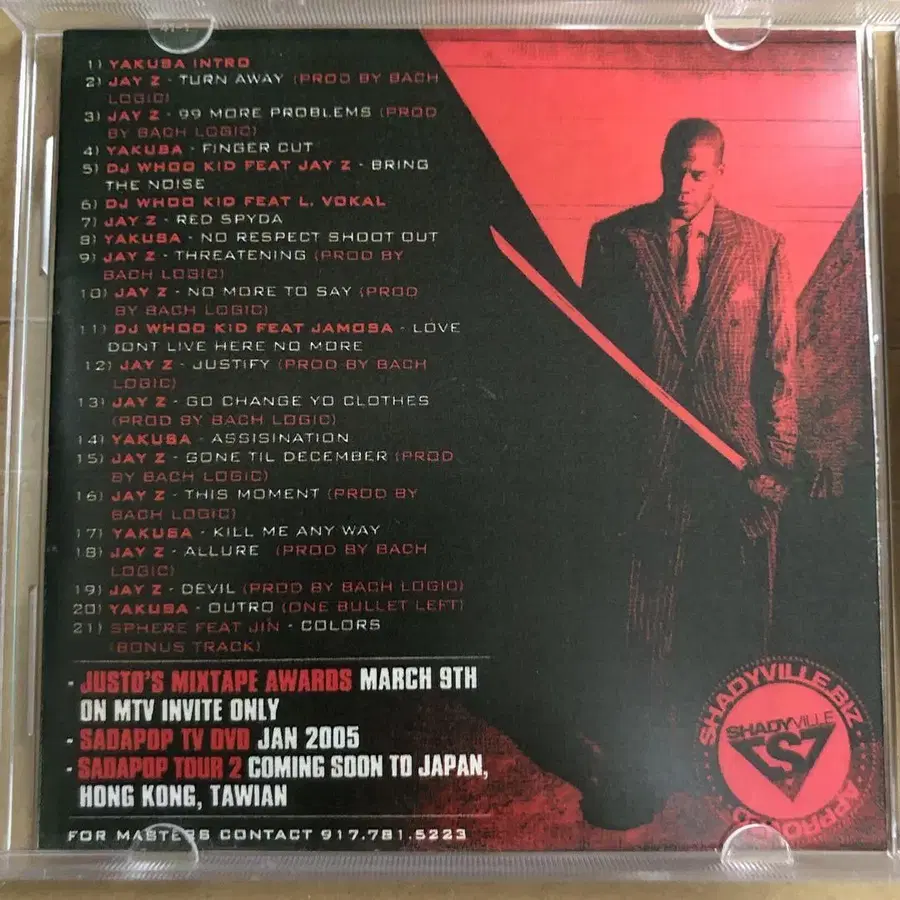 1) YAKUSA INTRO
2) JAY Z - TURN AWAY (PROD BY BACH
LOGIC)
3) JAY Z - 99 MORE PROBLEMS (PROD
BY BACH LOGIC)
4) YAKUSA - FINGER CUT
5) DJ WHOO KID FEAT JAY Z - BRING
THE NOISE
6) DJ WHOO KID FEAT L. VOKAL
7) JAY Z - RED SPYDA
8) YAKUSA - NO RESPECT SHOOT OUT
9) JAY Z - THREATENING (PROD BY
BACH LOGIC)
10) JAY Z - NO MORE TO SAY (PROD
BY BACH LOGIC)
11) DJ WHOO KID FEAT JAMOSA - LOVE
DONT LIVE HERE NO MORE
12) JAY Z - JUSTIFY (PROD BY BACH
LOGIC)
13) JAY Z - GO CHANGE YO CLOTHES
(PROD BY BACH LOGIC)
14) YAKUSA - ASSISINATION
15) JAY Z - GONE TIL DECEMBER (PROD
BY BACH LOGIC)
16) JAY Z - THIS MOMENT (PROD BY
BACH LOGIC)
17) YAKUSA - KILL ME ANY WAY
18) JAY Z - ALLURE (PROD BY BACH
LOGIC)
19) JAY Z - DEVIL (PROD BY BACH LOGIC)
20) YAKUSA - OUTRO (ONE BULLET LEFT)
21) SPHERE FEAT JIN - COLORS
(BONUS TRACK)
- JUSTO'S MIXTAPE AWARDS MARCH 9TH
ON MTV INVITE ONLY
- SADAPOP TV DVD JAN 2005
- SADAPOP TOUR 2 COMING SOON TO JAPAN,
HONG KONG, TAWIAN
FOR MASTERS CONTACT 917.781.5223
SHADYVILLE.BIZ
SHADYVILLE
APPROVED